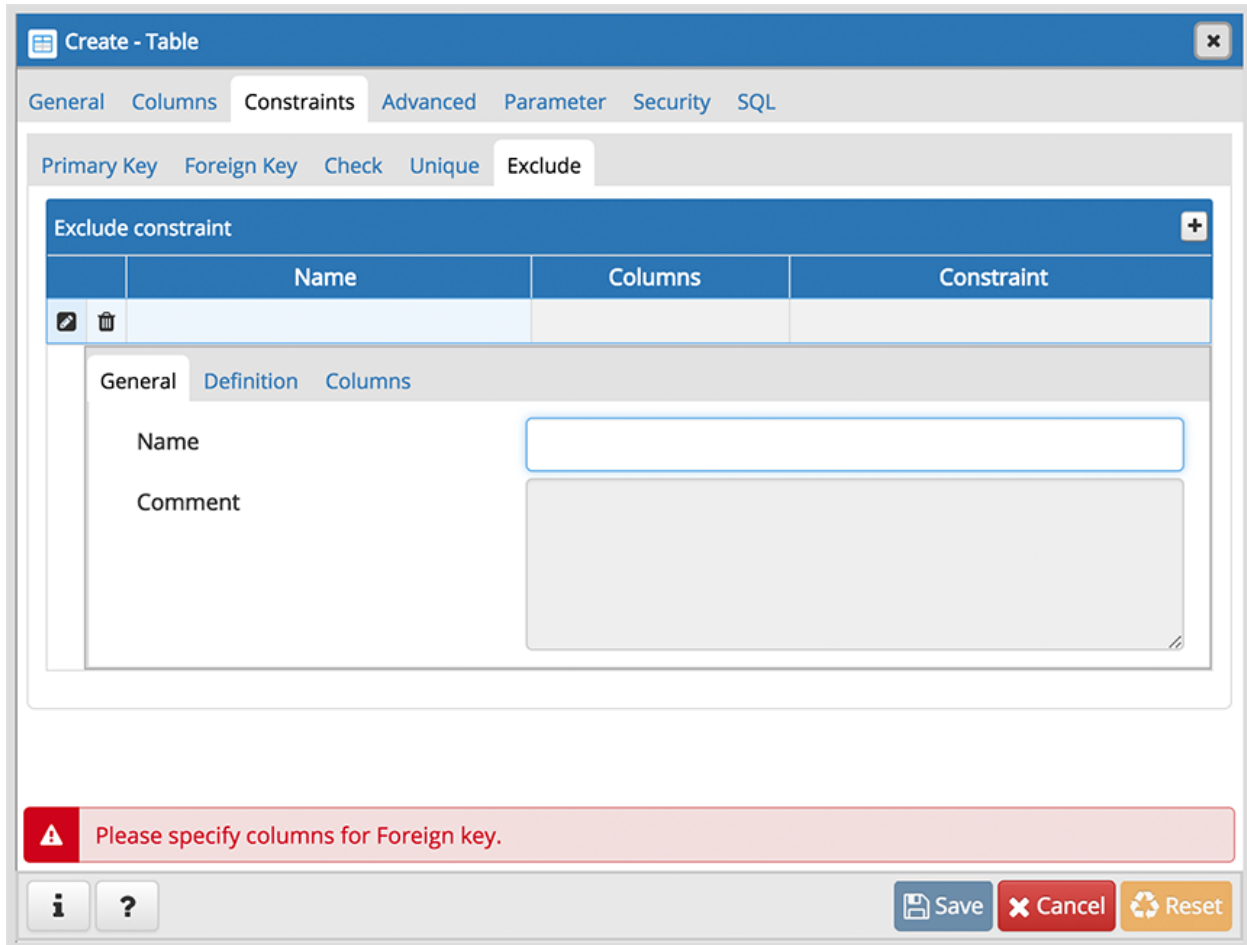 Create - Table
General Columns Constraints Advanced Parameter Security SQL
Primary Key Foreign Key Check Unique Exclude
Exclude constraint
Name Columns Constraint
General Definition Columns
Name
Comment
Please specify columns for Foreign key.
i ? Save Cancel Reset